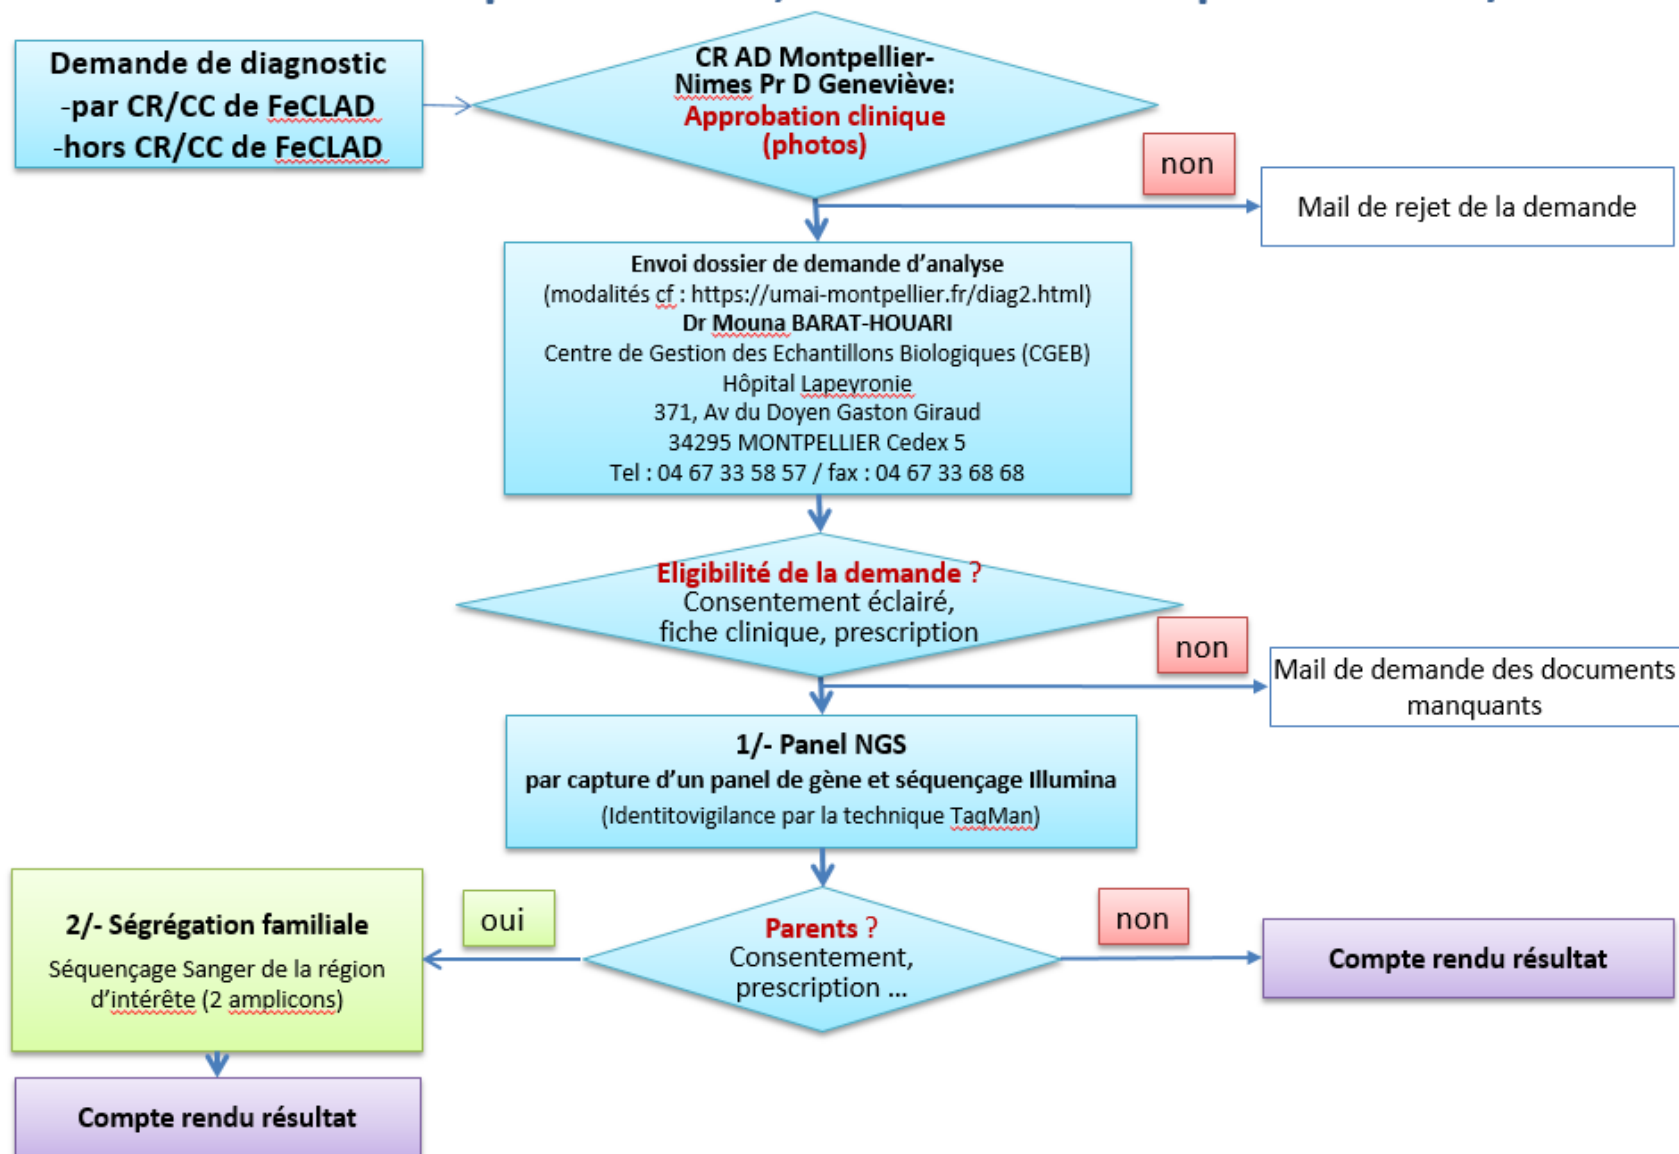 Demande de diagnostic
-par CR/CC de FeCLAD
-hors CR/CC de FeCLAD
CR AD Montpellier-
Nimes Pr D Geneviève:
Approbation clinique
(photos)
non
Mail de rejet de la demande
Envoi dossier de demande d’analyse
(modalités cf : https://umai-montpellier.fr/diag2.html)
Dr Mouna BARAT-HOUARI
Centre de Gestion des Echantillons Biologiques (CGEB)
Hôpital Lapeyronie
371, Av du Doyen Gaston Giraud
34295 MONTPELLIER Cedex 5
Tel : 04 67 33 58 57 / fax : 04 67 33 68 68
Eligibilité de la demande ?
Consentement éclairé,
fiche clinique, prescription
non
Mail de demande des documents
manquants
1/- Panel NGS
par capture d’un panel de gène et séquençage Illumina
(Identitovigilance par la technique TaqMan)
2/- Ségrégation familiale
Séquençage Sanger de la région
d’intérête (2 amplicons)
oui
Parents ?
Consentement,
prescription ...
non
Compte rendu résultat
Compte rendu résultat